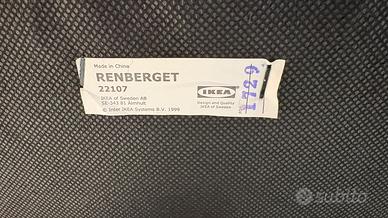 Made in China
RENBERGET
22107
IKEA of Sweden AB
SE-343 81 Älmhult
© Inter IKEA Systems B.V. 1999
IKEA
Design and Quality
IKEA of Sweden
1729
subito